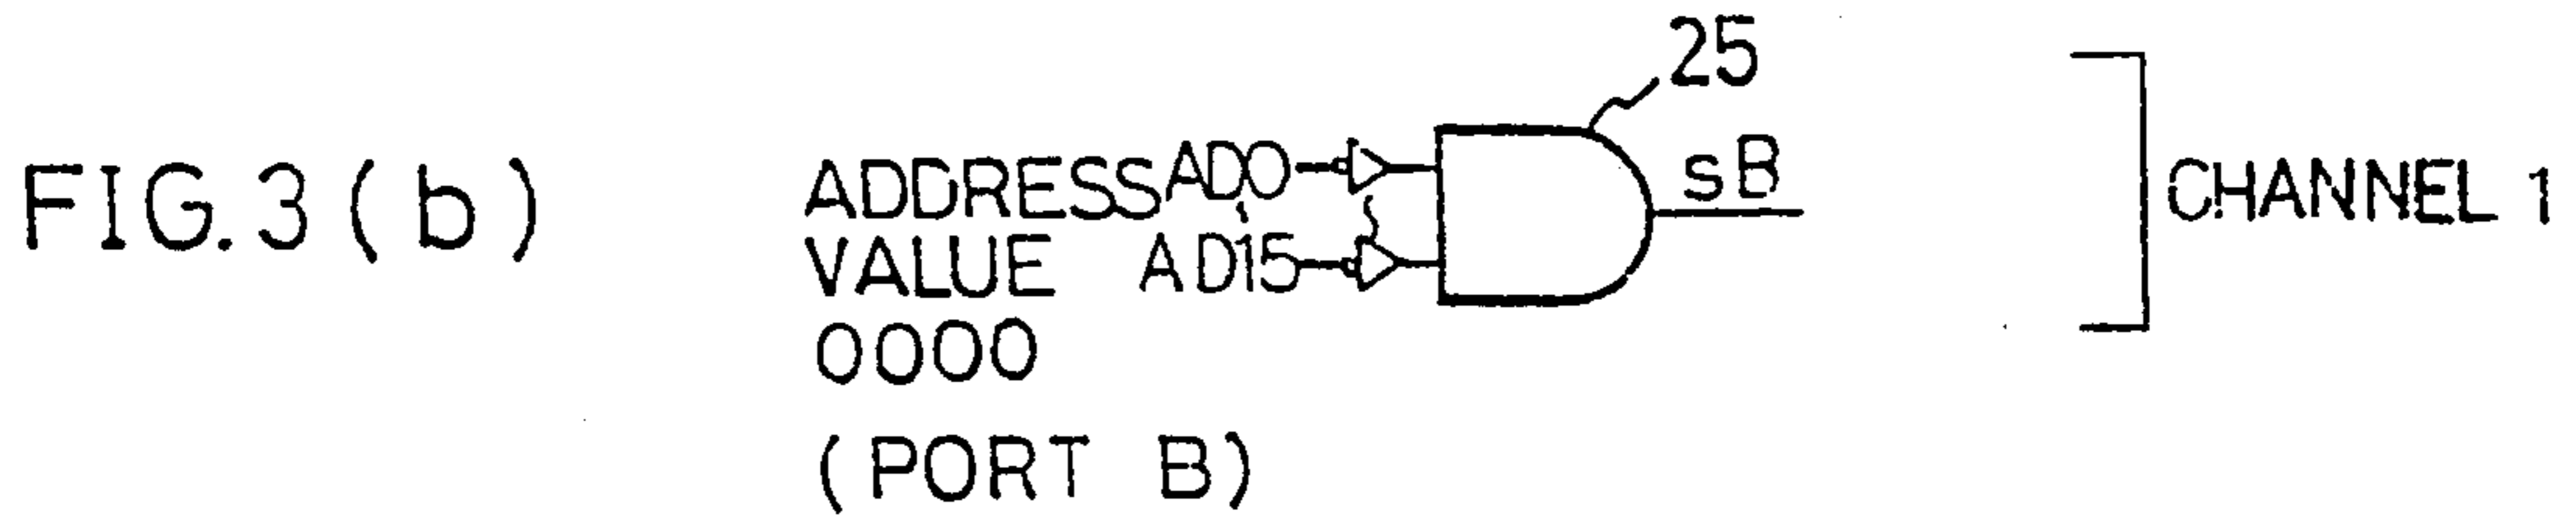 25
FIG. 3 (b)
ADDRESS AD0
sB
CHANNEL 1
VALUE AD15
0000
(PORT B)